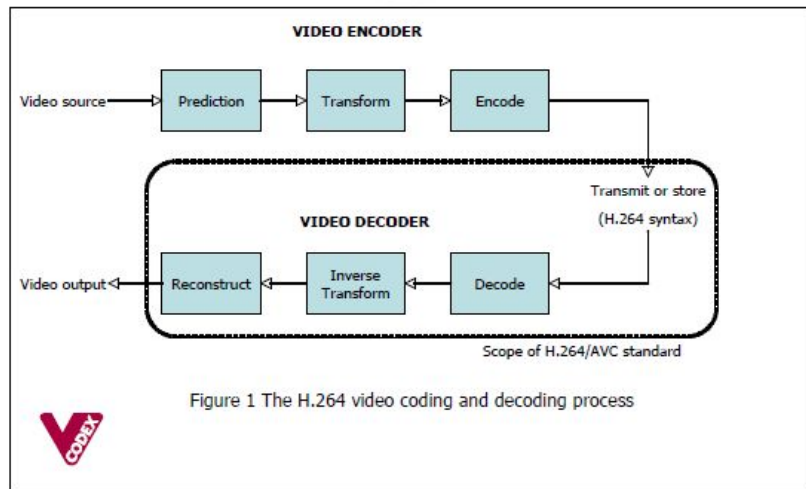 VIDEO ENCODER
Video source
Prediction
Transform
Encode
Transmit or store
(H.264 syntax)
VIDEO DECODER
Video output
Reconstruct
Inverse
Transform
Decode
Scope of H.264/AVC standard
Figure 1 The H.264 video coding and decoding process
V
CODEX